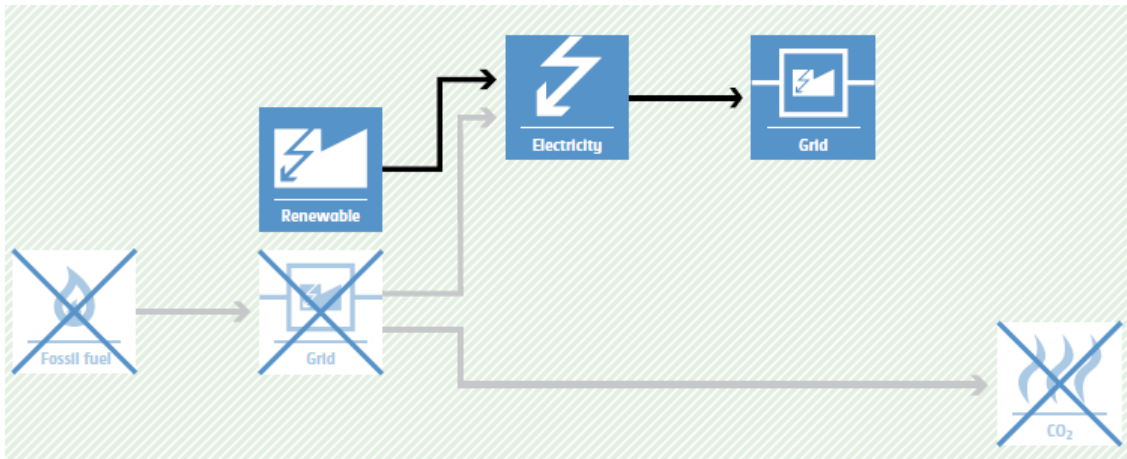 Electricity
Grid
Renewable
Fossil fuel
Grid
CO₂